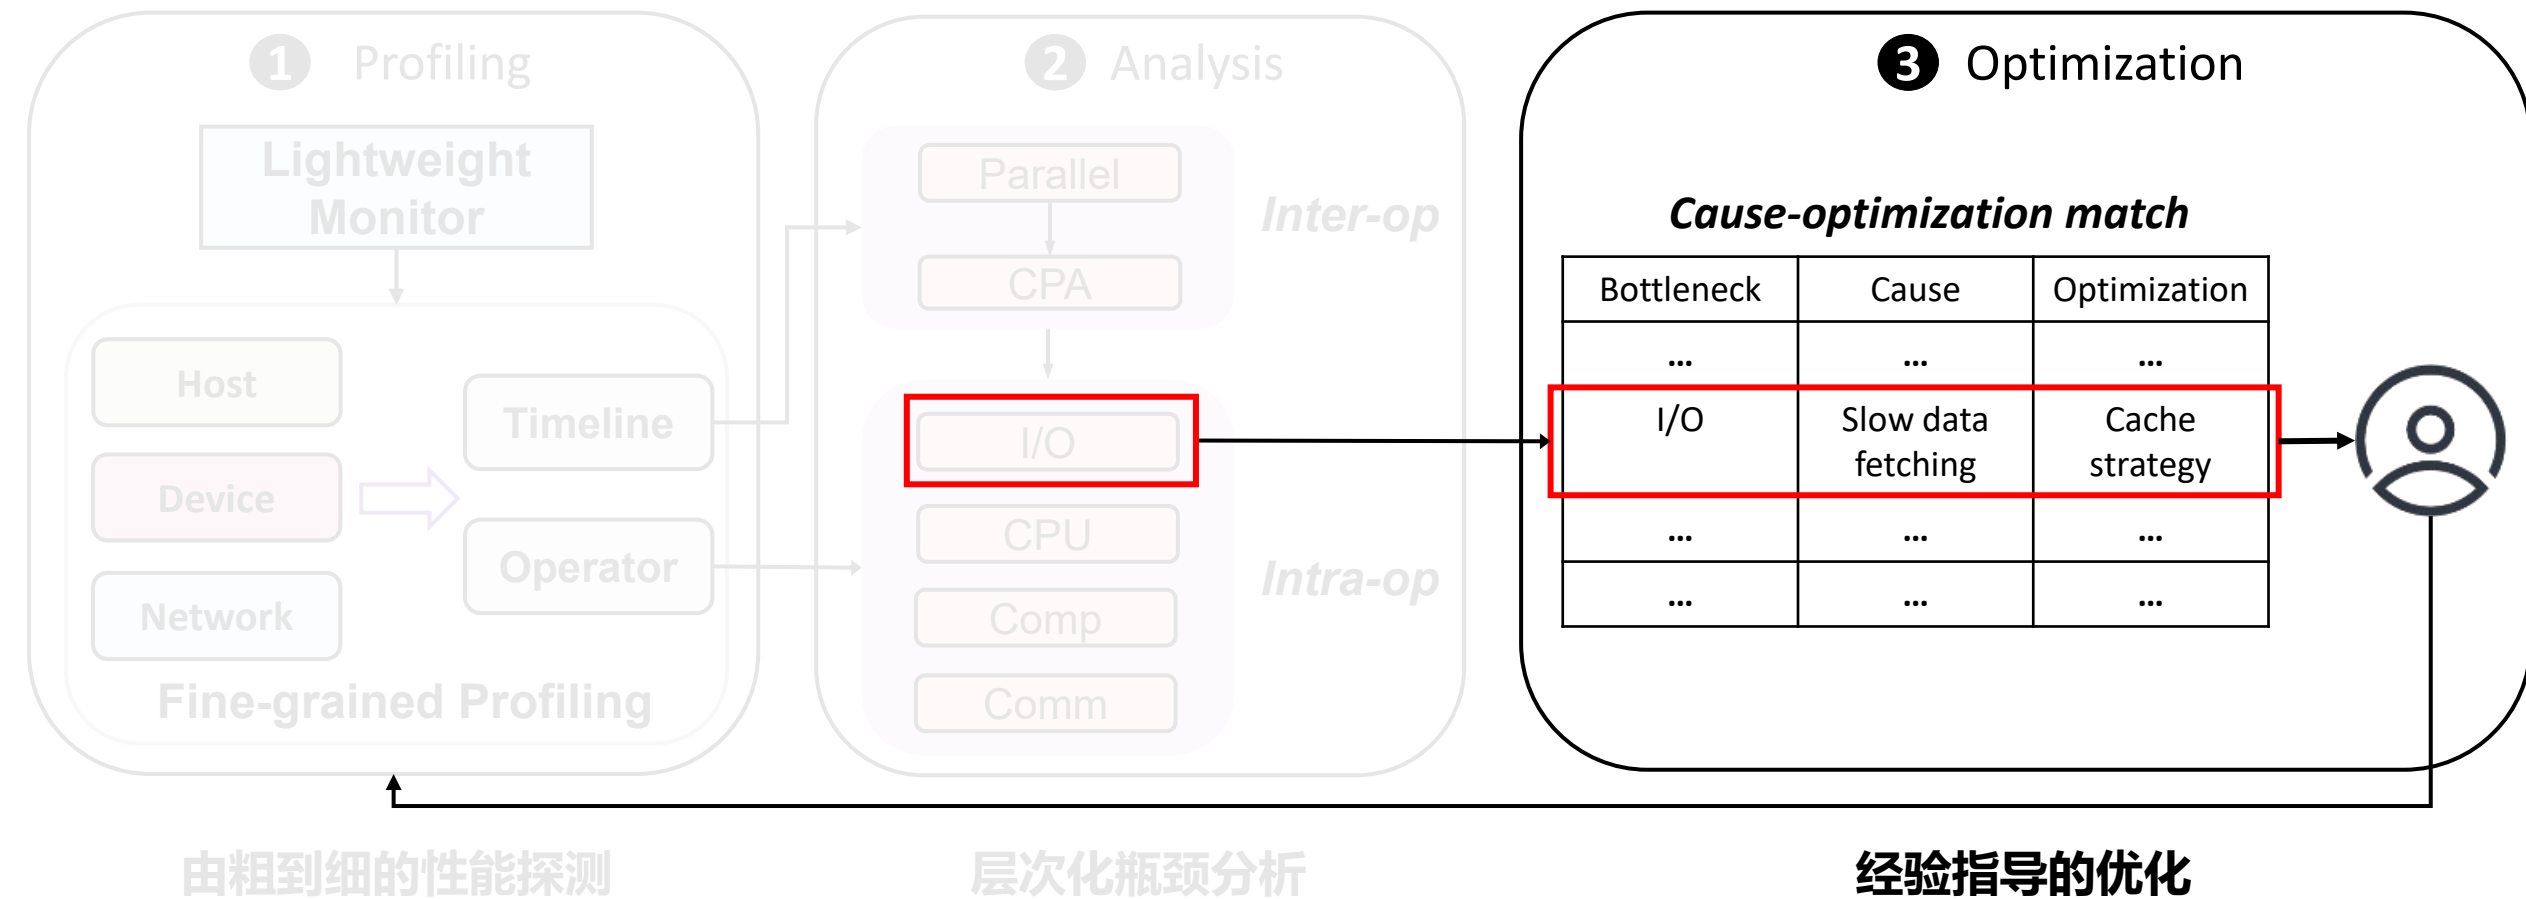 1 Profiling
Lightweight
Monitor
Host
Device
Network
Timeline
Operator
Fine-grained Profiling
由粗到细的性能探测
2 Analysis
Parallel
CPA
Inter-op
I/O
CPU
Comp
Comm
Intra-op
层次化瓶颈分析
3 Optimization
Cause-optimization match
Bottleneck Cause Optimization
... ... ...
I/O Slow data Cache
fetching strategy
... ... ...
... ... ...
经验指导的优化